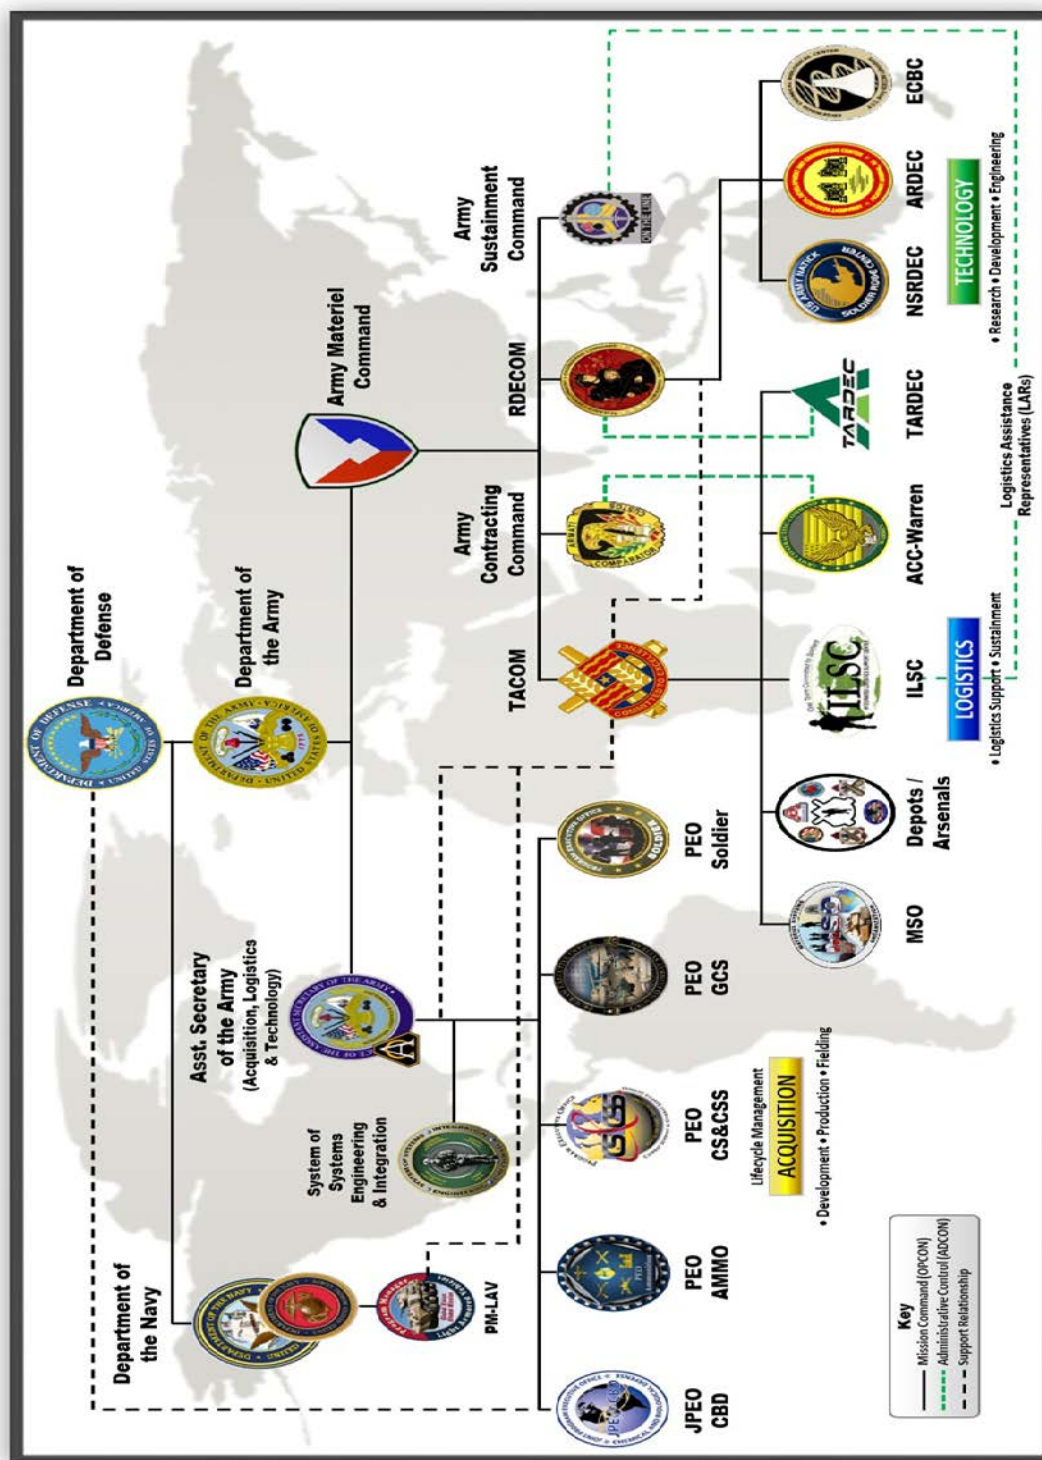 Department of
Defense
Department of
the Navy
Department of
the Army
Asst. Secretary
of the Army
(Acquisition, Logistics
& Technology)
Army Materiel
Command
System of
Systems
Engineering
& Integration
PM-LAV
TACOM
Army
Contracting
Command
RDECOM
Army
Sustainment
Command
ON THE LINE
JPEO
CBD
PEO
AMMO
PEO
CS&CSS
PEO
GCS
PEO
Soldier
MSO
Depots /
Arsenals
ILSC
ACC-Warren
TARDEC
TARDEC
NSRDEC
ARDEC
ECBC
Lifecycle Management
ACQUISITION
• Development • Production • Fielding
LOGISTICS
• Logistics Support • Sustainment
Logistics Assistance
Representatives (LARs)
TECHNOLOGY
• Research • Development • Engineering
Key
Mission Command (OPCON)
Administrative Control (ADCON)
Support Relationship